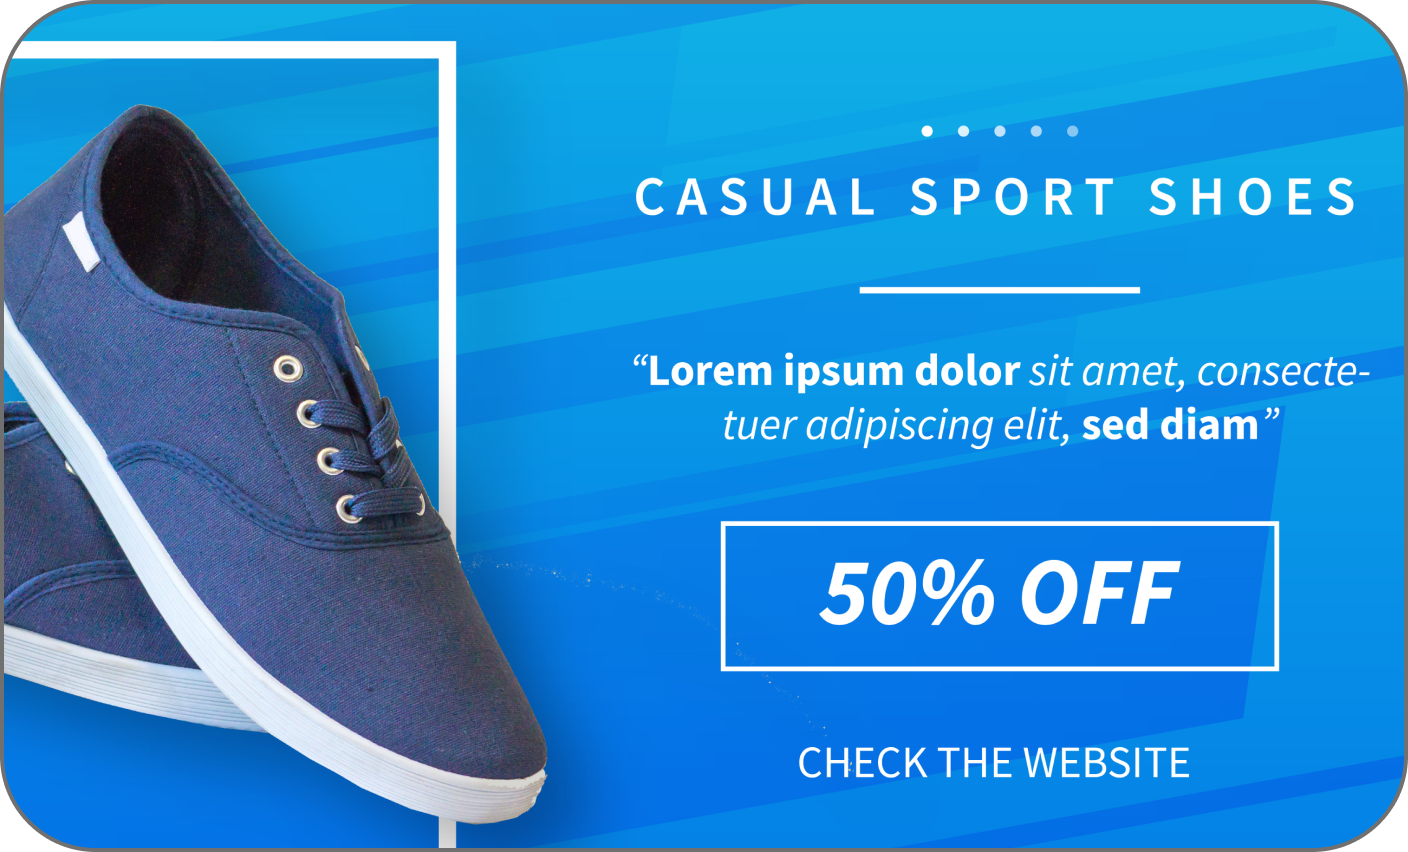 CASUAL SPORT SHOES
“Lorem ipsum dolor sit amet, consecte-
tuer adipiscing elit, sed diam”
50% OFF
CHECK THE WEBSITE